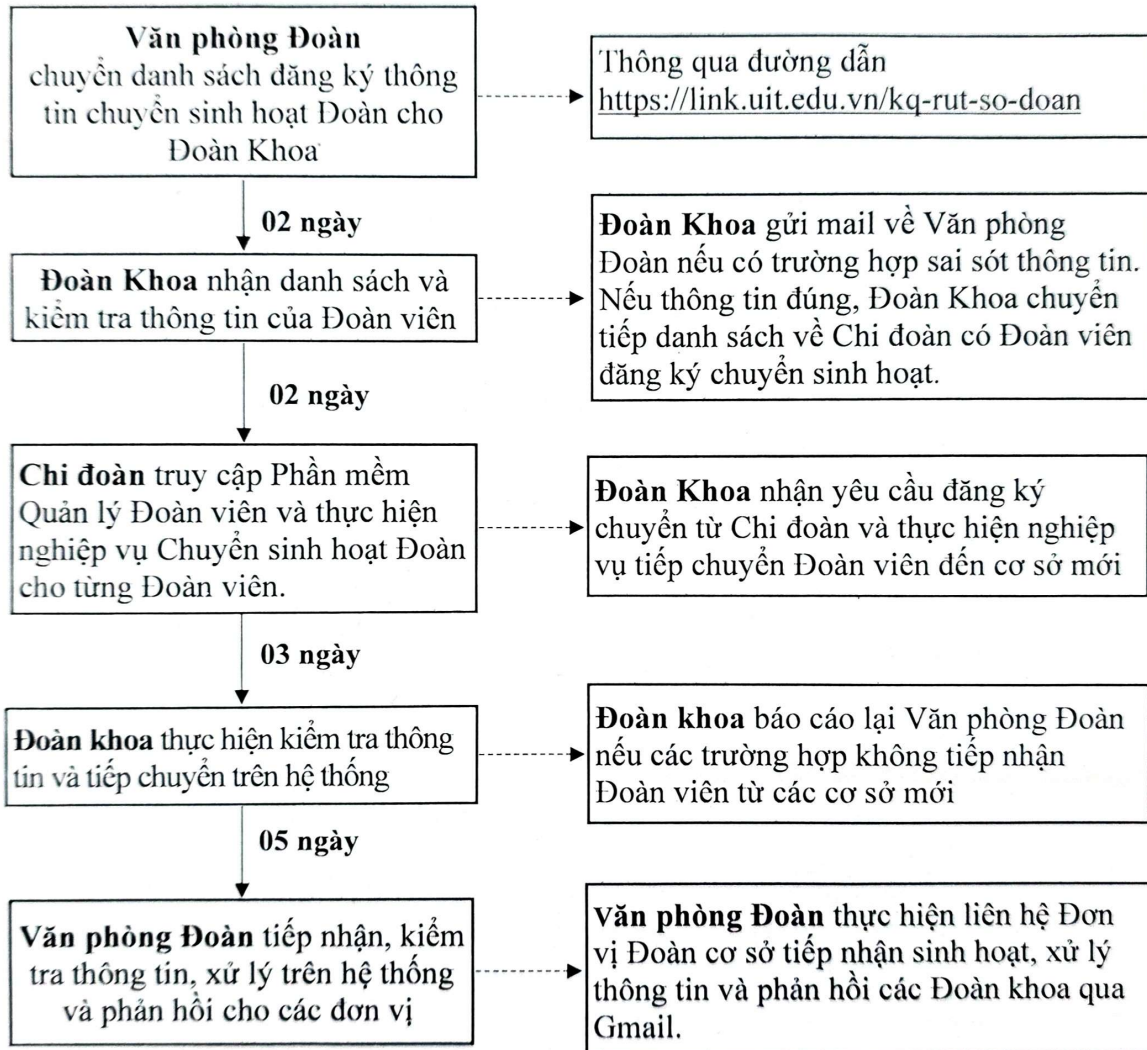 Văn phòng Đoàn
chuyển danh sách đăng ký thông
tin chuyển sinh hoạt Đoàn cho
Đoàn Khoa
Thông qua đường dẫn
https://link.uit.edu.vn/kq-rut-so-doan
02 ngày
Đoàn Khoa nhận danh sách và
kiểm tra thông tin của Đoàn viên
Đoàn Khoa gửi mail về Văn phòng
Đoàn nếu có trường hợp sai sót thông tin.
Nếu thông tin đúng, Đoàn Khoa chuyển
tiếp danh sách về Chi đoàn có Đoàn viên
đăng ký chuyển sinh hoạt.
02 ngày
Chi đoàn truy cập Phần mềm
Quản lý Đoàn viên và thực hiện
nghiệp vụ Chuyển sinh hoạt Đoàn
cho từng Đoàn viên.
Đoàn Khoa nhận yêu cầu đăng ký
chuyển từ Chi đoàn và thực hiện nghiệp
vụ tiếp chuyển Đoàn viên đến cơ sở mới
03 ngày
Đoàn khoa thực hiện kiểm tra thông
tin và tiếp chuyển trên hệ thống
Đoàn khoa báo cáo lại Văn phòng Đoàn
nếu các trường hợp không tiếp nhận
Đoàn viên từ các cơ sở mới
05 ngày
Văn phòng Đoàn tiếp nhận, kiểm
tra thông tin, xử lý trên hệ thống
và phản hồi cho các đơn vị
Văn phòng Đoàn thực hiện liên hệ Đơn
vị Đoàn cơ sở tiếp nhận sinh hoạt, xử lý
thông tin và phản hồi các Đoàn khoa qua
Gmail.